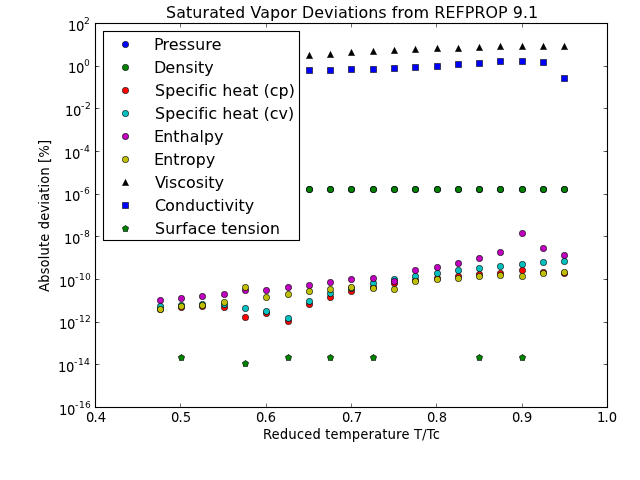 Saturated Vapor Deviations from REFPROP 9.1
10^2
10^0
10^-2
10^-4
10^-6
10^-8
10^-10
10^-12
10^-14
10^-16
Absolute deviation [%]
Pressure
Density
Specific heat (cp)
Specific heat (cv)
Enthalpy
Entropy
Viscosity
Conductivity
Surface tension
0.4 0.5 0.6 0.7 0.8 0.9 1.0
Reduced temperature T/Tc